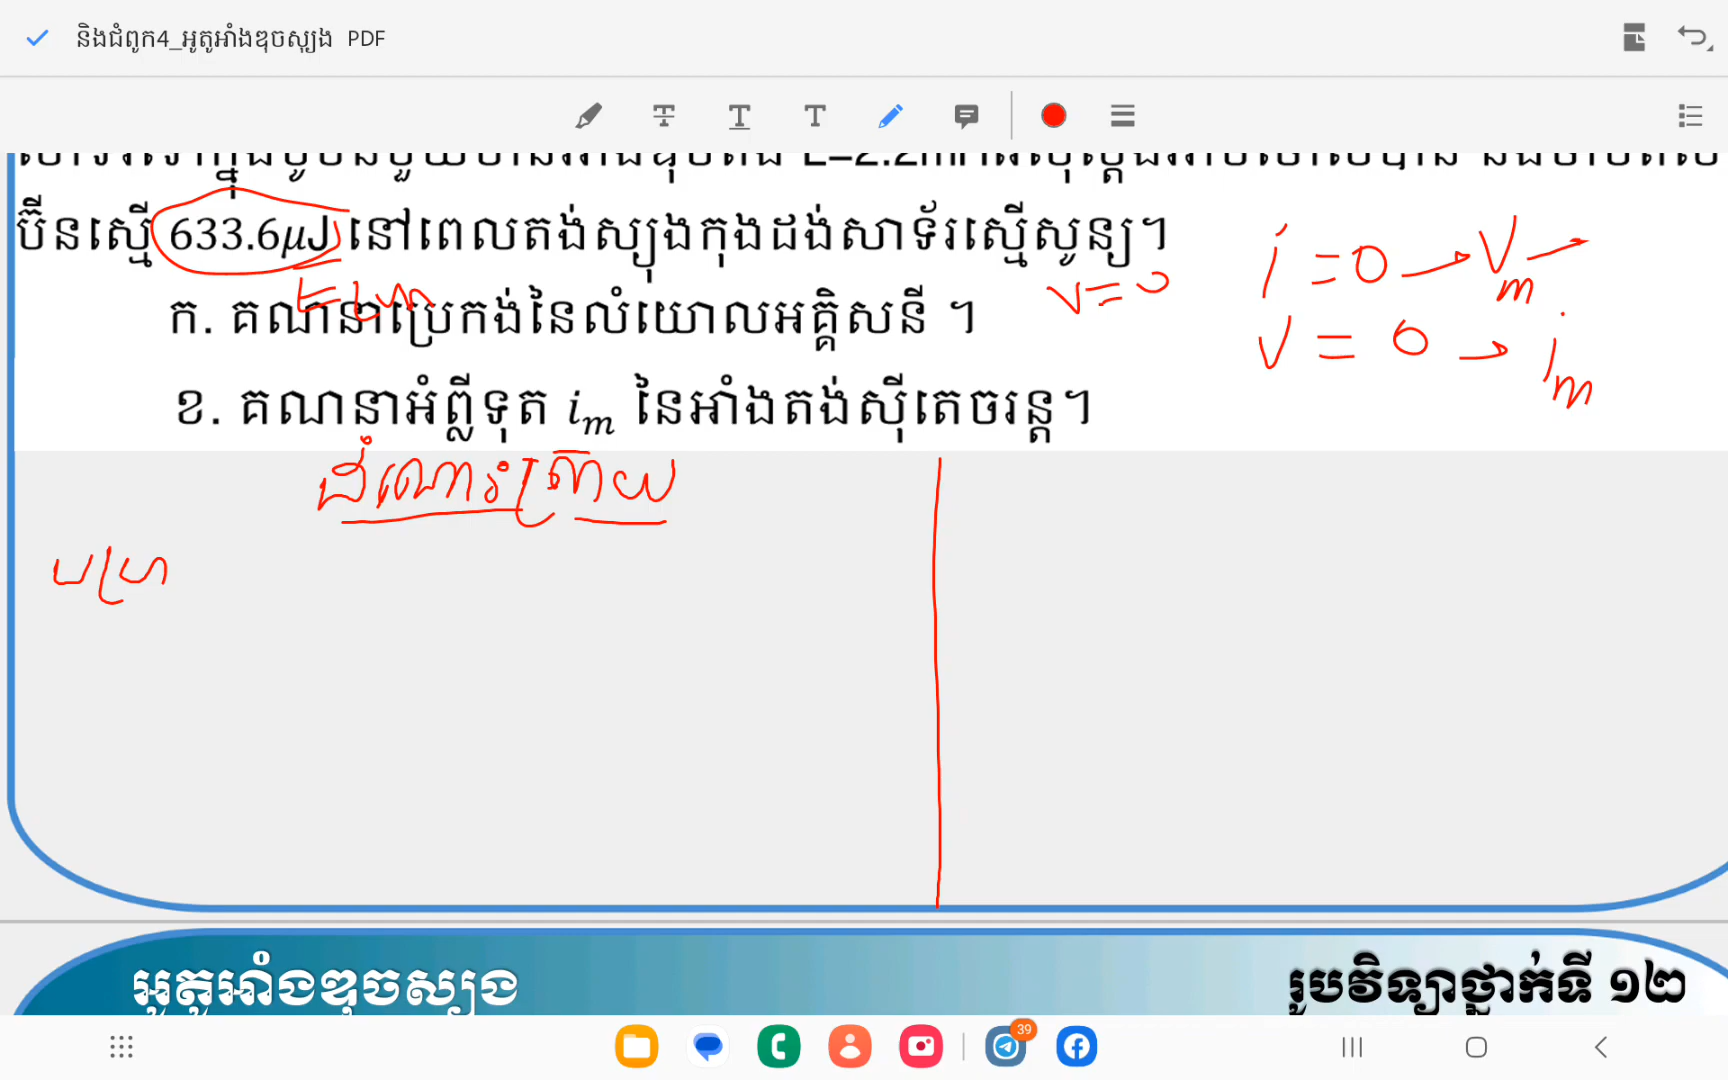 និងជំពូក4_អូតូអាំងឌុចស្យុង PDF
ប៊ីនស្មើ 633.6μJ នៅពេលតង់ស្យុងកុងដង់សាទ័រស្មើសូន្យ។
i = 0 → Vm
v = 0
ក. គណនាប្រេកង់នៃលំយោលអគ្គិសនី ។
V = 0 → im
ខ. គណនាអំព្លីទុត im នៃអាំងតង់ស៊ីតេចរន្ត។
ដំណោះស្រាយ
អូតូអាំងឌុចស្យុង
រូបវិទ្យាថ្នាក់ទី ១២
39